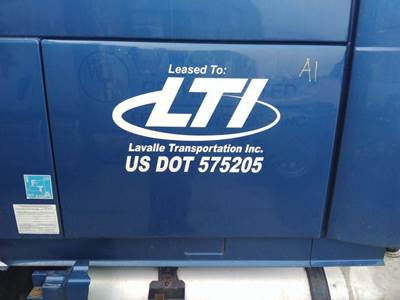 Leased To:
A1
LTI
Lavalle Transportation Inc.
US DOT 575205